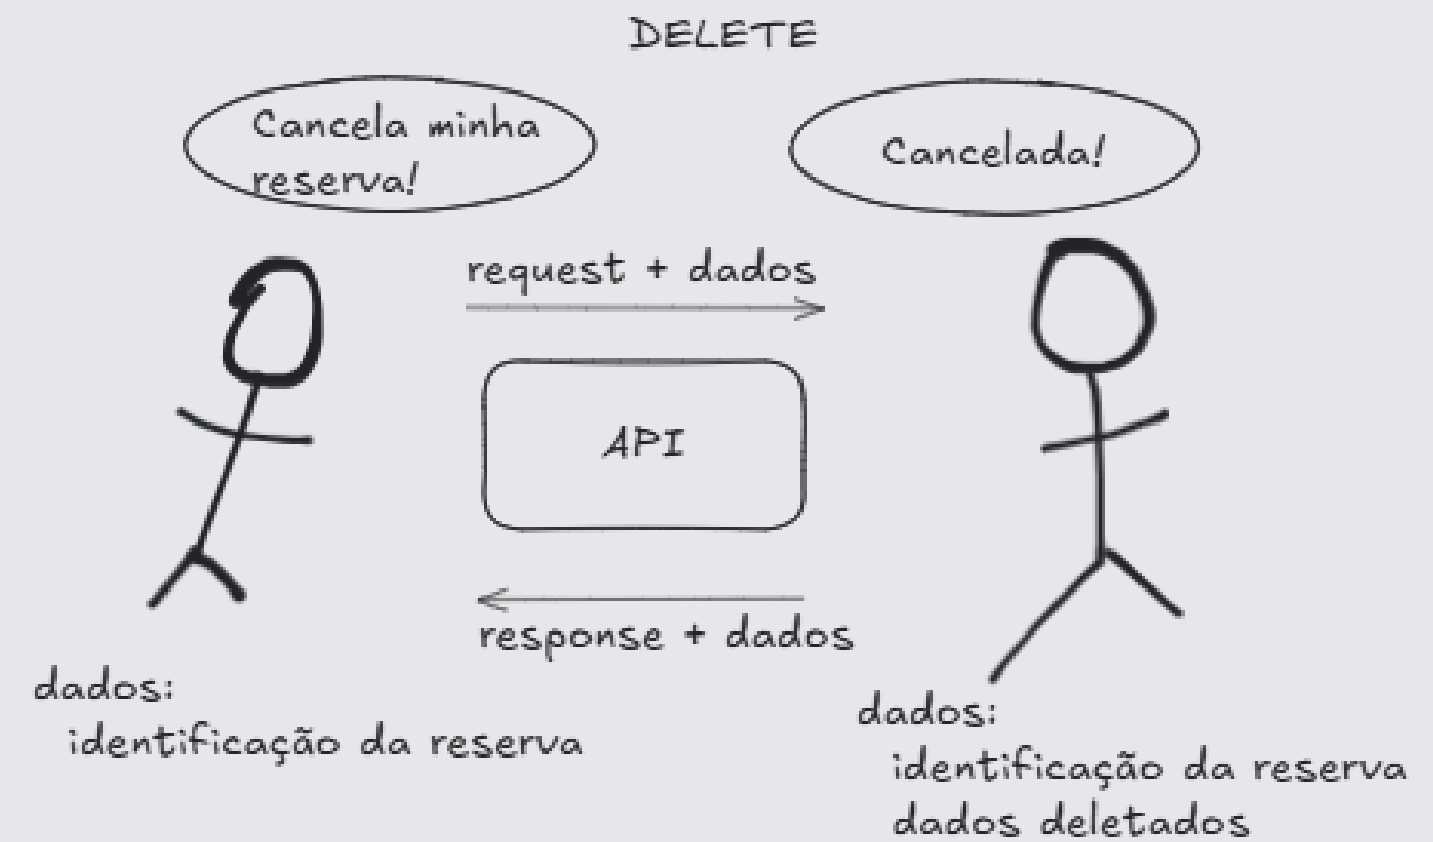 DELETE
Cancela minha
reserva!
Cancelada!
request + dados
API
response + dados
dados:
identificação da reserva
dados:
identificação da reserva
dados deletados